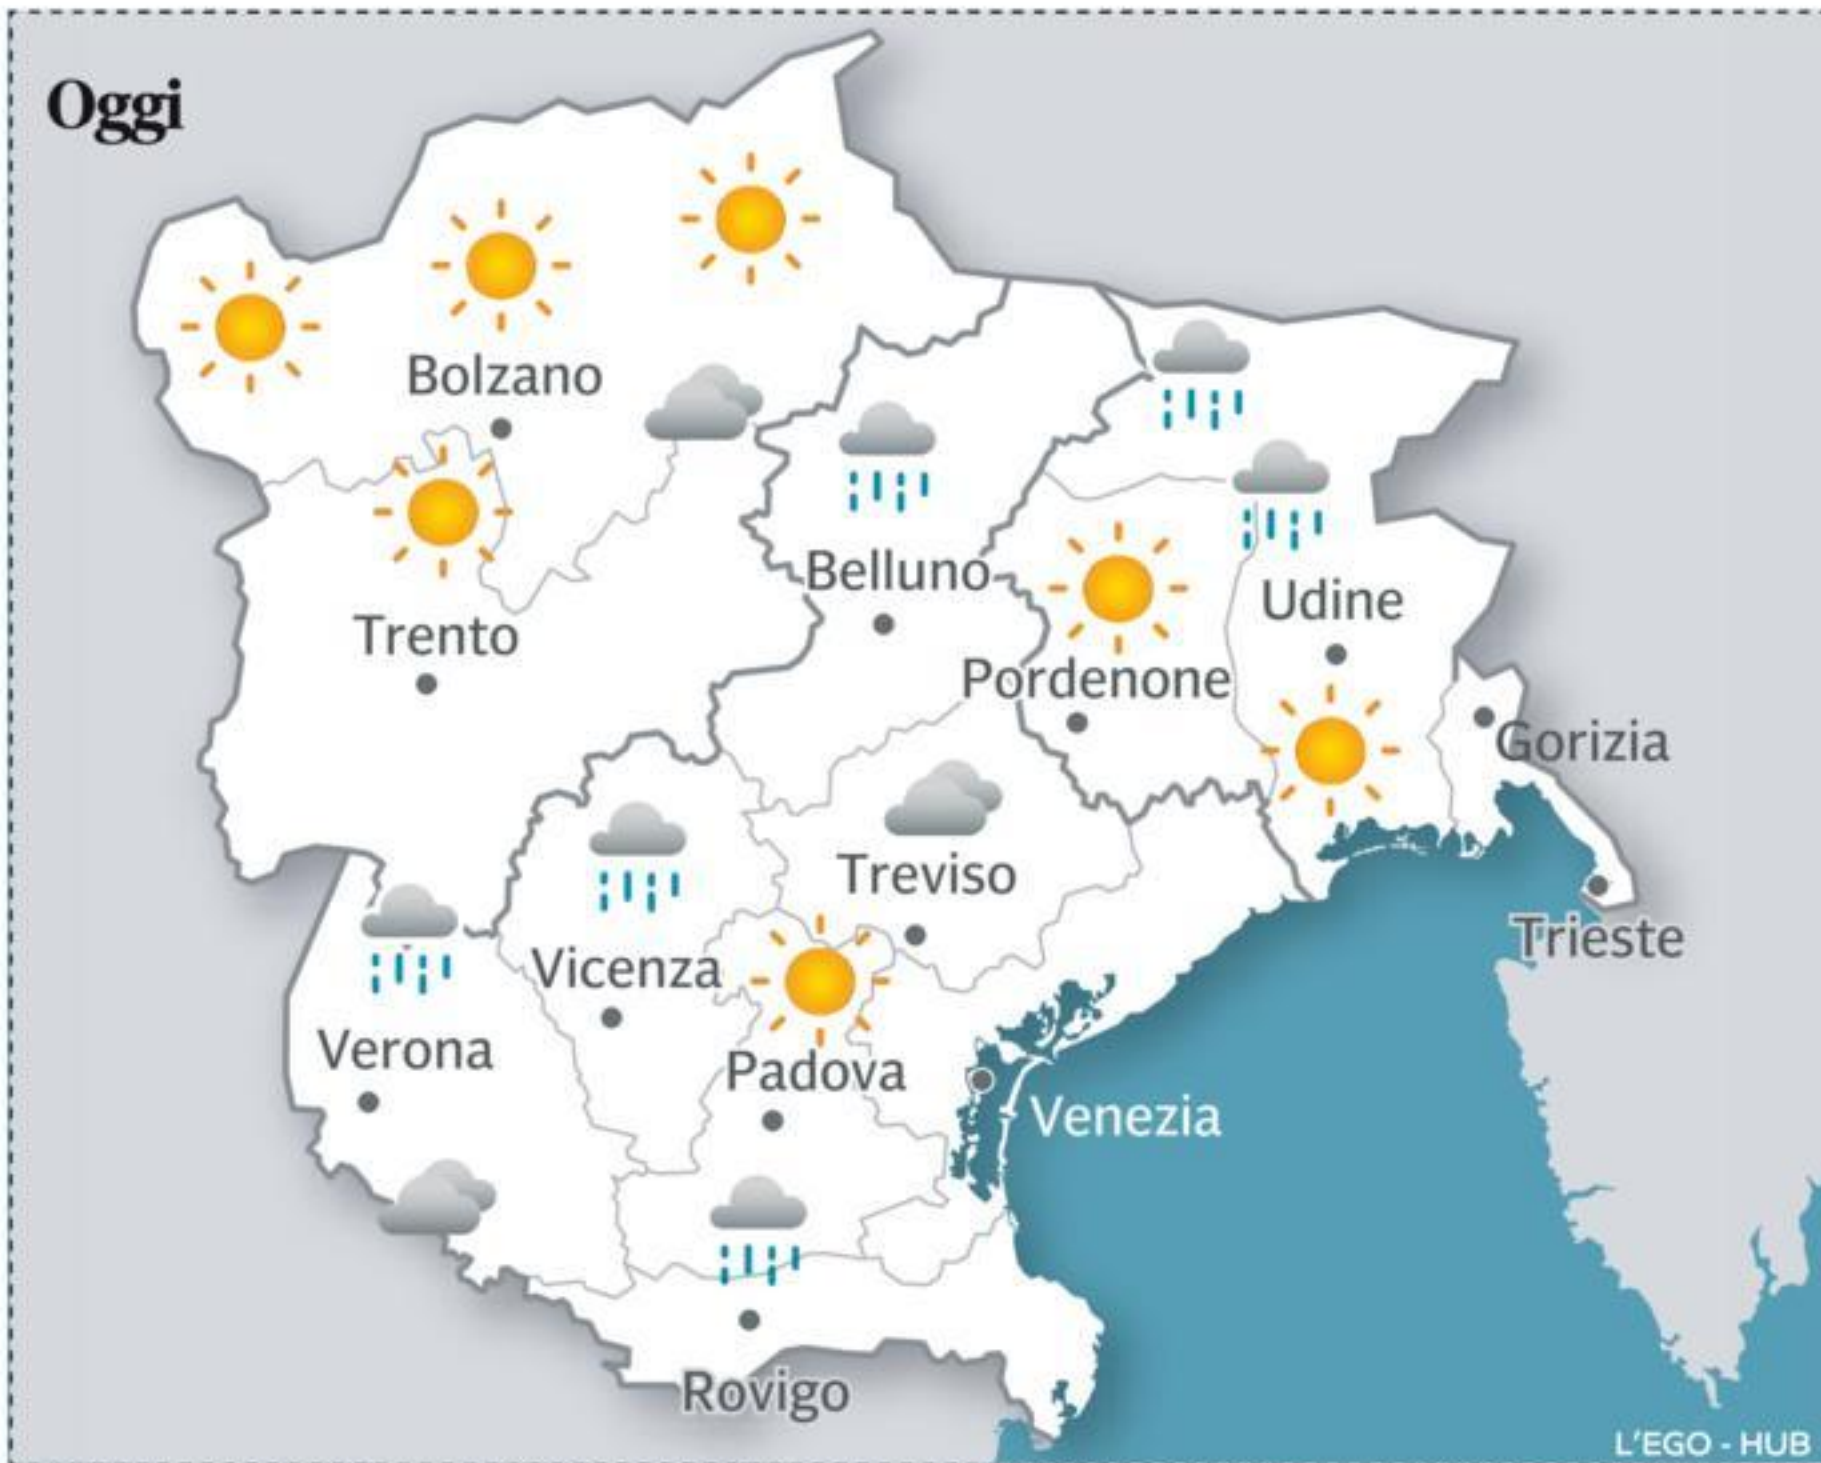 Oggi
Bolzano
Belluno
Trento
Udine
Pordenone
Gorizia
Treviso
Trieste
Vicenza
Verona
Padova
Venezia
Rovigo
L'EGO - HUB